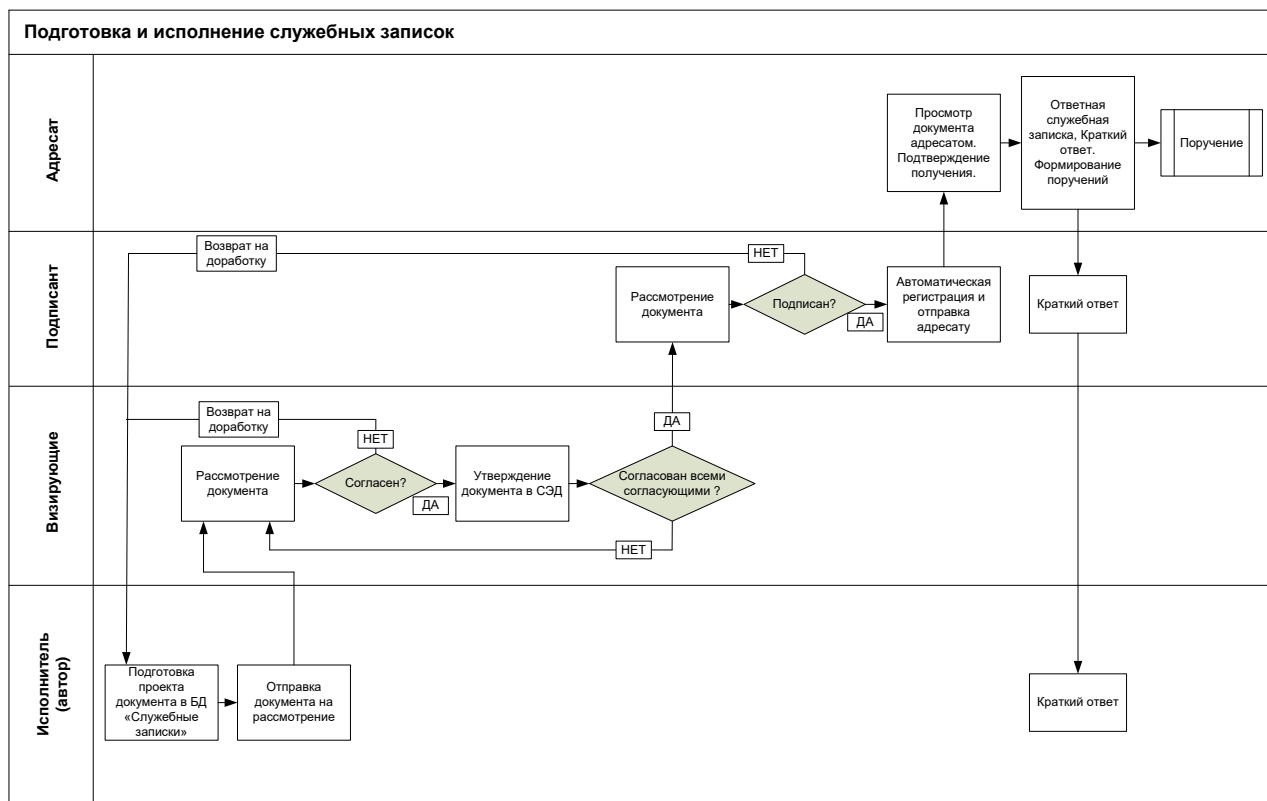 Подготовка и исполнение служебных записок
Адресат
Просмотр
документа
адресатом.
Подтверждение
получения.
Ответная
служебная
записка, Краткий
ответ.
Формирование
поручений
Поручение
Подписант
Возврат на
доработку
НЕТ
Рассмотрение
документа
Подписан?
ДА
Автоматическая
регистрация и
отправка
адресату
Краткий ответ
Визирующие
Возврат на
доработку
НЕТ
Рассмотрение
документа
Согласен?
ДА
Утверждение
документа в СЭД
ДА
Согласован всеми
согласующими ?
НЕТ
Исполнитель
(автор)
Подготовка
проекта
документа в БД
«Служебные
записки»
Отправка
документа на
рассмотрение
Краткий ответ